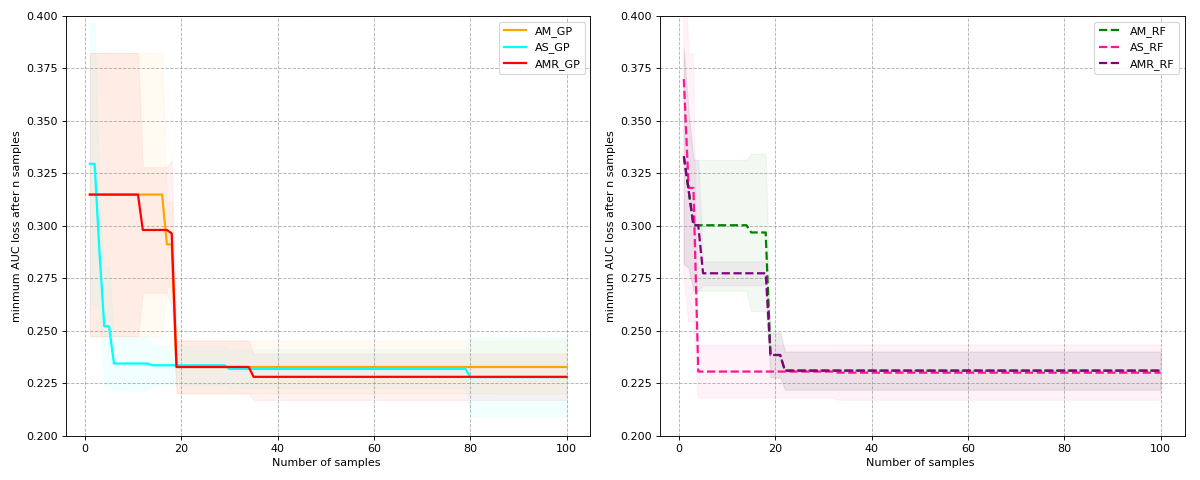 0.400
0.375
0.350
0.325
0.300
0.275
0.250
0.225
0.200
minmum AUC loss after n samples
0 20 40 60 80 100
Number of samples
AM_GP
AS_GP
AMR_GP
0.400
0.375
0.350
0.325
0.300
0.275
0.250
0.225
0.200
minmum AUC loss after n samples
0 20 40 60 80 100
Number of samples
AM_RF
AS_RF
AMR_RF